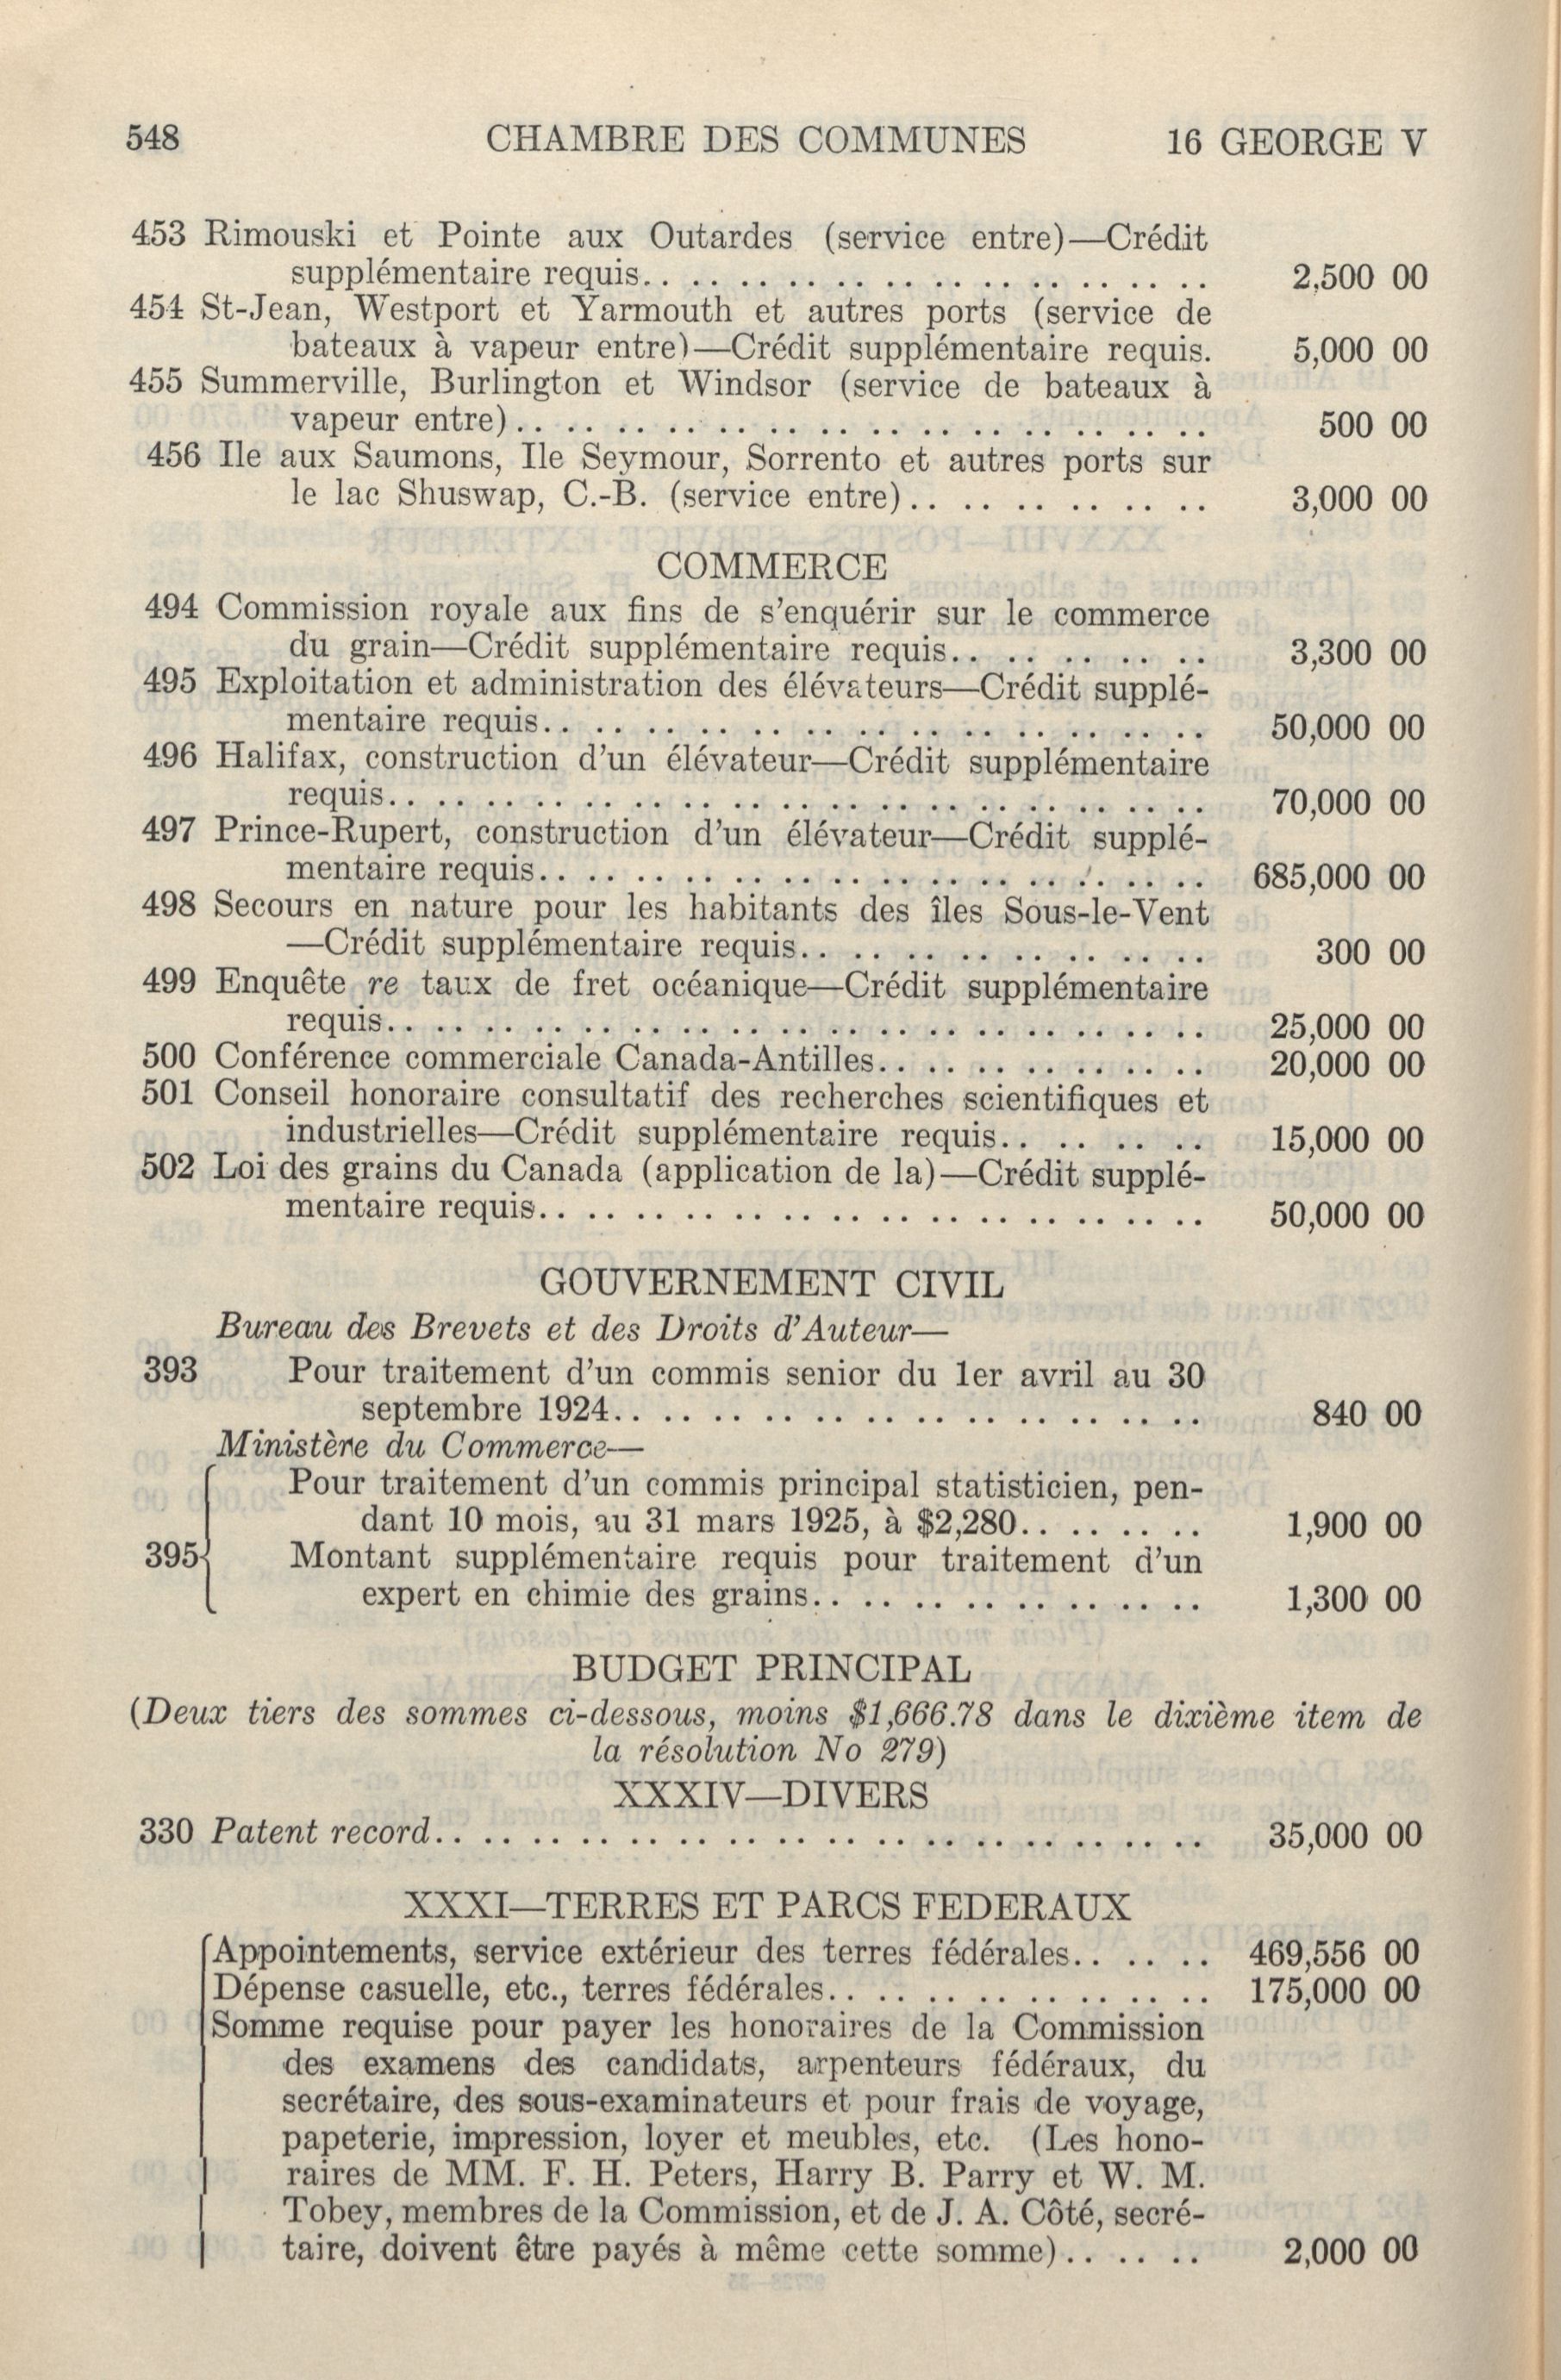 548 CHAMBRE DES COMMUNES 16 GEORGE V
453 Rimouski et Pointe aux Outardes (service entre)—Crédit
supplémentaire requis.. .. .. .. .. .. .. .. .. .. .. .. 2,500 00
454 St-Jean, Westport et Yarmouth et autres ports (service de
bateaux à vapeur entre)—Crédit supplémentaire requis. 5,000 00
455 Summerville, Burlington et Windsor (service de bateaux à
vapeur entre).. .. .. .. .. .. .. .. .. .. .. .. .. .. 500 00
456 Ile aux Saumons, Ile Seymour, Sorrento et autres ports sur
le lac Shuswap, C.-B. (service entre).. .. .. .. .. .. 3,000 00
COMMERCE
494 Commission royale aux fins de s'enquérir sur le commerce
du grain—Crédit supplémentaire requis.. .. .. .. .. 3,300 00
495 Exploitation et administration des élévateurs—Crédit supplé-
mentaire requis.. .. .. .. .. .. .. .. .. .. .. .. .. 50,000 00
496 Halifax, construction d'un élévateur—Crédit supplémentaire
requis.. .. .. .. .. .. .. .. .. .. .. .. .. .. .. .. .. 70,000 00
497 Prince-Rupert, construction d'un élévateur—Crédit supplé-
mentaire requis.. .. .. .. .. .. .. .. .. .. .. .. .. .. 685,000 00
498 Secours en nature pour les habitants des îles Sous-le-Vent
—Crédit supplémentaire requis.. .. .. .. .. .. .. .. 300 00
499 Enquête re taux de fret océanique—Crédit supplémentaire
requis.. .. .. .. .. .. .. .. .. .. .. .. .. .. .. .. .. 25,000 00
500 Conférence commerciale Canada-Antilles.. .. .. .. .. .. .. 20,000 00
501 Conseil honoraire consultatif des recherches scientifiques et
industrielles—Crédit supplémentaire requis.. .. .. .. .. 15,000 00
502 Loi des grains du Canada (application de la)—Crédit supplé-
mentaire requis.. .. .. .. .. .. .. .. .. .. .. .. .. .. 50,000 00
GOUVERNEMENT CIVIL
Bureau des Brevets et des Droits d'Auteur—
393 Pour traitement d'un commis senior du 1er avril au 30
septembre 1924.. .. .. .. .. .. .. .. .. .. .. .. 840 00
Ministère du Commerce—
Pour traitement d'un commis principal statisticien, pen-
dant 10 mois, au 31 mars 1925, à $2,280.. .. .. .. 1,900 00
395 Montant supplémentaire requis pour traitement d'un
expert en chimie des grains.. .. .. .. .. .. .. .. 1,300 00
BUDGET PRINCIPAL
(Deux tiers des sommes ci-dessous, moins $1,666.78 dans le dixième item de
la résolution No 279)
XXXIV—DIVERS
330 Patent record.. .. .. .. .. .. .. .. .. .. .. .. .. .. .. .. 35,000 00
XXXI—TERRES ET PARCS FEDERAUX
Appointements, service extérieur des terres fédérales.. .. .. 469,556 00
Dépense casuelle, etc., terres fédérales.. .. .. .. .. .. .. .. 175,000 00
Somme requise pour payer les honoraires de la Commission
des examens des candidats, arpenteurs fédéraux, du
secrétaire, des sous-examinateurs et pour frais de voyage,
papeterie, impression, loyer et meubles, etc. (Les hono-
raires de MM. F. H. Peters, Harry B. Parry et W. M.
Tobey, membres de la Commission, et de J. A. Côté, secré-
taire, doivent être payés à même cette somme).. .. .. 2,000 00